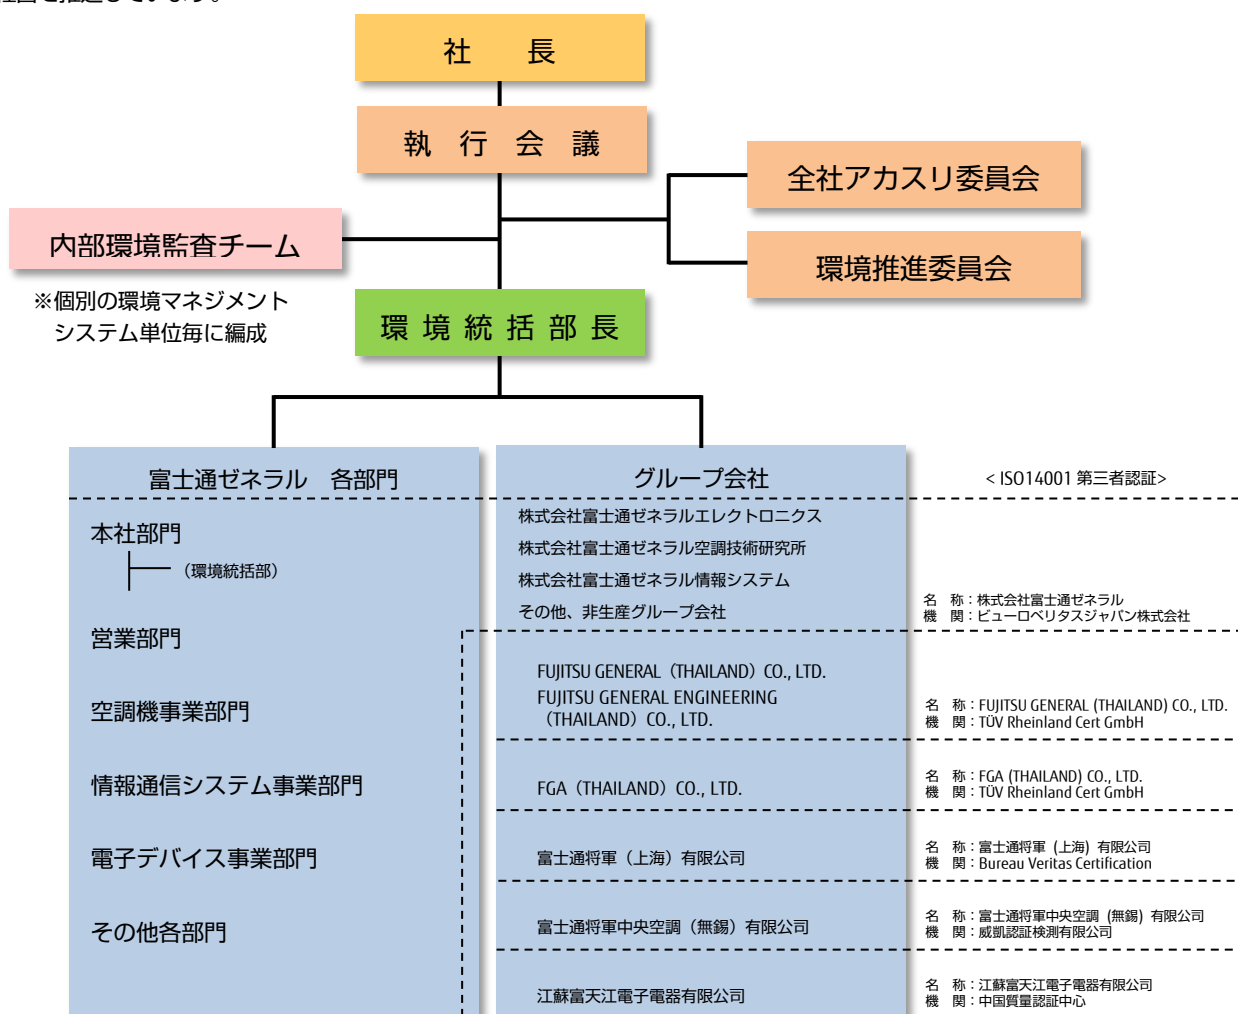 社　長
執　行　会　議
全社アカスリ委員会
内部環境監査チーム
環境推進委員会
※個別の環境マネジメント
システム単位毎に編成
環 境 統 括 部 長
富士通ゼネラル　各部門
本社部門
（環境統括部）
営業部門
空調機事業部門
情報通信システム事業部門
電子デバイス事業部門
その他各部門
グループ会社
株式会社富士通ゼネラルエレクトロニクス
株式会社富士通ゼネラル空調技術研究所
株式会社富士通ゼネラル情報システム
その他、非生産グループ会社
FUJITSU GENERAL（THAILAND）CO., LTD.
FUJITSU GENERAL ENGINEERING
（THAILAND）CO., LTD.
FGA（THAILAND）CO., LTD.
富士通将軍（上海）有限公司
富士通将軍中央空調（無錫）有限公司
江蘇富天江電子電器有限公司
< ISO14001 第三者認証>
名　称：株式会社富士通ゼネラル
機　関：ビューロベリタスジャパン株式会社
名　称：FUJITSU GENERAL (THAILAND) CO., LTD.
機　関：TÜV Rheinland Cert GmbH
名　称：FGA (THAILAND) CO., LTD.
機　関：TÜV Rheinland Cert GmbH
名　称：富士通将軍 (上海) 有限公司
機　関：Bureau Veritas Certification
名　称：富士通将軍中央空調 (無錫) 有限公司
機　関：威凱認証検測有限公司
名　称：江蘇富天江電子電器有限公司
機　関：中国質量認証中心